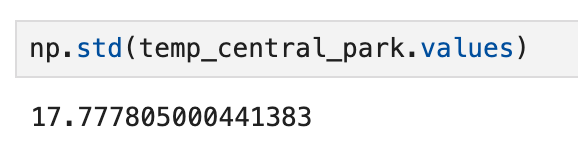 np.std(temp_central_park.values)
17.777805000441383